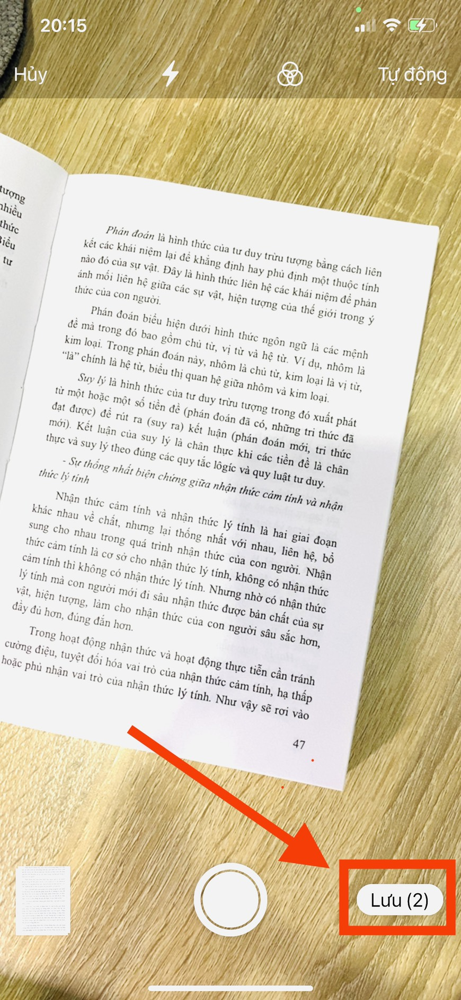 20:15
Hủy
Tự động
tượng
nhiều
thức
Biểu
tư
Phán đoán là hình thức của tư duy trừu tượng bằng cách liên
kết các khái niệm lại để khẳng định hay phủ định một thuộc tính
nào đó của sự vật. Đây là hình thức liên hệ các khái niệm để phản
ánh mối liên hệ giữa các sự vật, hiện tượng của thế giới trong ý
thức của con người.
Phán đoán biểu hiện dưới hình thức ngôn ngữ là các mệnh
đề mà trong đó bao gồm chủ từ, vị từ và hệ từ. Ví dụ, nhôm là
kim loại. Trong phán đoán này, nhôm là chủ từ, kim loại là vị từ,
“là” chính là hệ từ, biểu thị quan hệ giữa nhôm và kim loại.
Suy lý là hình thức của tư duy trừu tượng trong đó xuất phát
từ một hoặc một số tiền đề (phán đoán đã có, những tri thức đã
đạt được) để rút ra (suy ra) kết luận (phán đoán mới, tri thức
mới). Kết luận của suy lý là chân thực khi các tiền đề là chân
thực và suy lý theo đúng các quy tắc lôgíc và quy luật tư duy.
- Sự thống nhất biện chứng giữa nhận thức cảm tính và nhận
thức lý tính
Nhận thức cảm tính và nhận thức lý tính là hai giai đoạn
khác nhau về chất, nhưng lại thống nhất với nhau, liên hệ, bổ
sung cho nhau trong quá trình nhận thức của con người. Nhận
thức cảm tính là cơ sở cho nhận thức lý tính, không có nhận thức
cảm tính thì không có nhận thức lý tính. Nhưng nhờ có nhận thức
lý tính mà con người mới đi sâu nhận thức được bản chất của sự
vật, hiện tượng, làm cho nhận thức của con người sâu sắc hơn,
đầy đủ hơn, đúng đắn hơn.
Trong hoạt động nhận thức và hoạt động thực tiễn cần tránh
cường điệu, tuyệt đối hóa vai trò của nhận thức cảm tính, hạ thấp
hoặc phủ nhận vai trò của nhận thức lý tính. Như vậy sẽ rơi vào
47
Lưu (2)